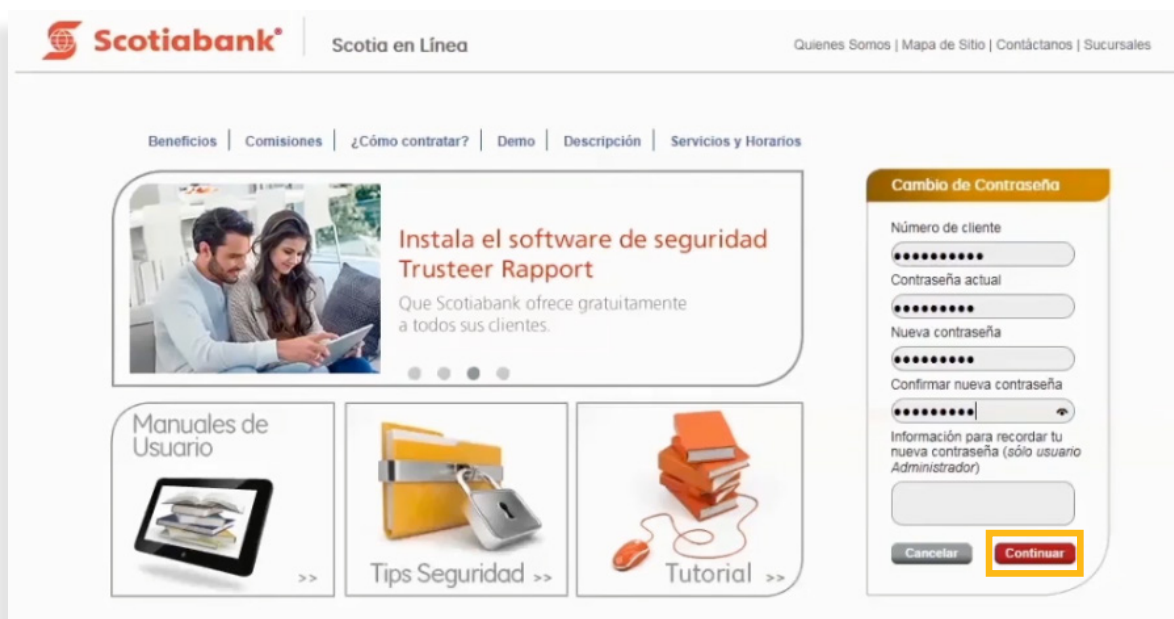 Scotiabank
Scotia en Línea
Quienes Somos | Mapa de Sitio | Contáctanos | Sucursales
Beneficios | Comisiones | ¿Cómo contratar? | Demo | Descripción | Servicios y Horarios
Instala el software de seguridad
Trusteer Rapport
Que Scotiabank ofrece gratuitamente
a todos sus clientes.
Manuales de
Usuario
>>
Tips Seguridad >>
Tutorial >>
Cambio de Contraseña
Número de cliente
••••••••••
Contraseña actual
•••••••••
Nueva contraseña
•••••••••
Confirmar nueva contraseña
•••••••••
Información para recordar tu
nueva contraseña (sólo usuario
Administrador)
Cancelar
Continuar